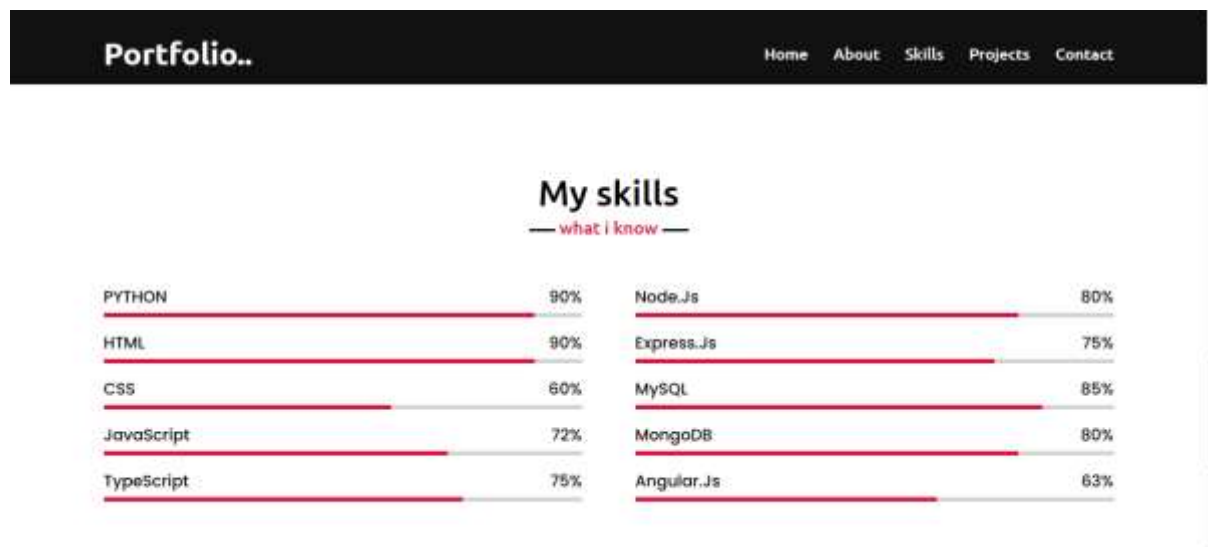 Portfolio..
Home About Skills Projects Contact
My skills
what i know
PYTHON 90%
HTML 90%
CSS 60%
JavaScript 72%
TypeScript 75%
Node.Js 80%
Express.Js 75%
MySQL 85%
MongoDB 80%
Angular.Js 63%